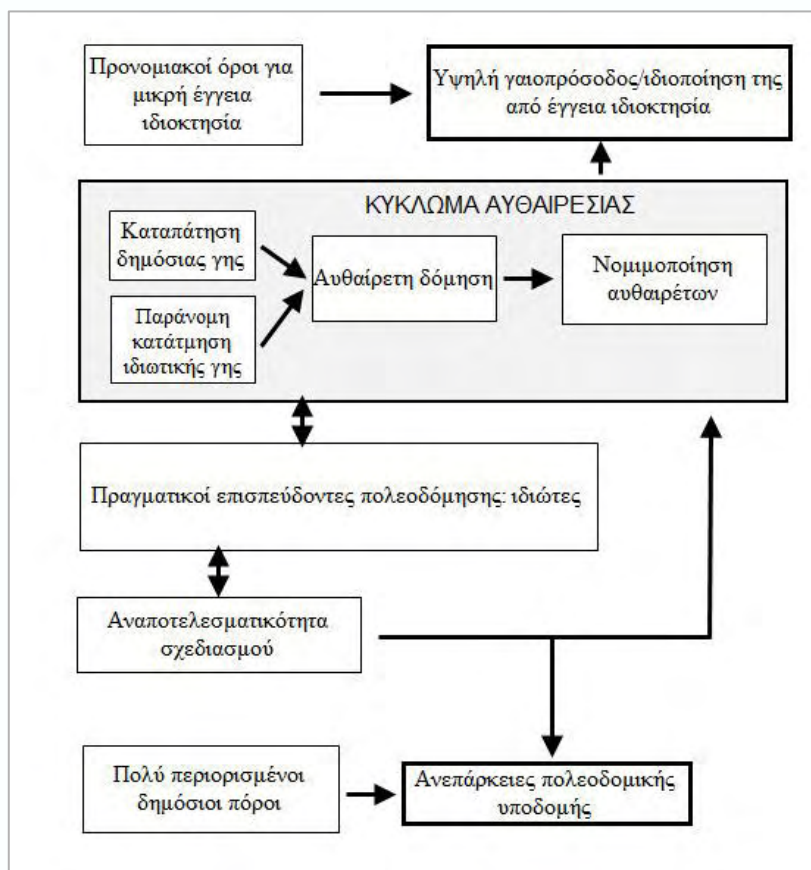 Προνομιακοί όροι για
μικρή έγγεια
ιδιοκτησία
Υψηλή γαιοπρόσοδος/ιδιοποίηση της
από έγγεια ιδιοκτησία
ΚΥΚΛΩΜΑ ΑΥΘΑΙΡΕΣΙΑΣ
Καταπάτηση
δημόσιας γης
Παράνομη
κατάτμηση
ιδιωτικής γης
Αυθαίρετη δόμηση
Νομιμοποίηση
αυθαιρέτων
Πραγματικοί επισπεύδοντες πολεοδόμησης: ιδιώτες
Αναποτελεσματικότητα
σχεδιασμού
Πολύ περιορισμένοι
δημόσιοι πόροι
Ανεπάρκειες πολεοδομικής
υποδομής